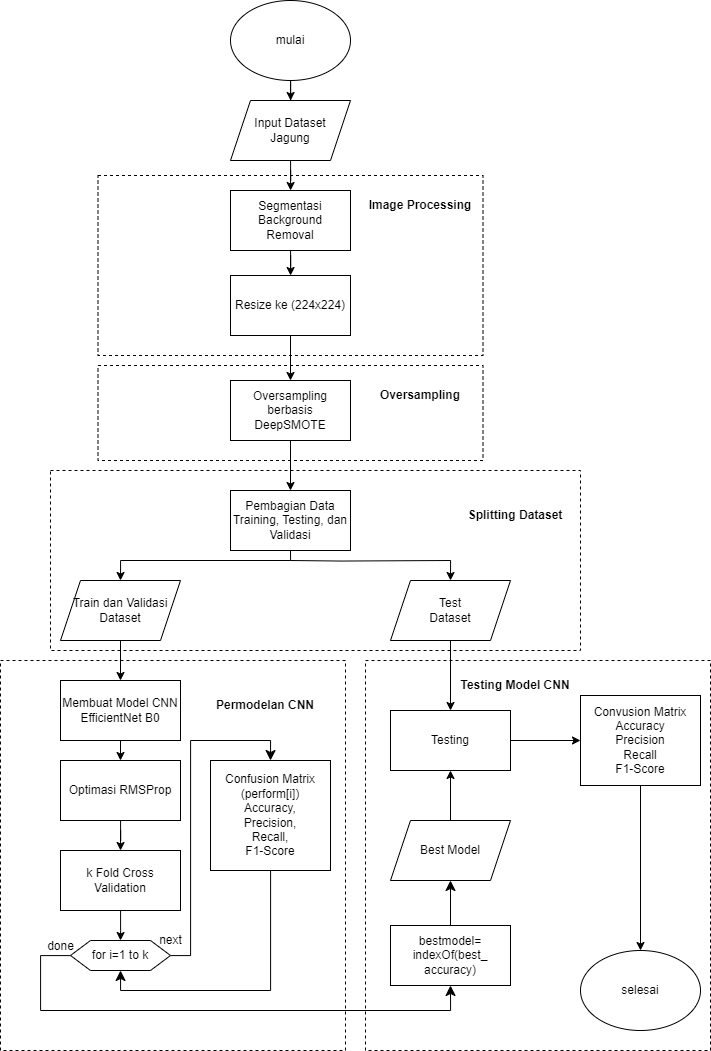 mulai
Input Dataset
Jagung
Image Processing
Segmentasi
Background
Removal
Resize ke (224x224)
Oversampling
Oversampling
berbasis
DeepSMOTE
Splitting Dataset
Pembagian Data
Training, Testing, dan
Validasi
Train dan Validasi
Dataset
Test
Dataset
Permodelan CNN
Membuat Model CNN
EfficientNet B0
Optimasi RMSProp
k Fold Cross
Validation
for i=1 to k
next
done
Confusion Matrix
(perform[i])
Accuracy,
Precision,
Recall,
F1-Score
Testing Model CNN
Testing
Best Model
bestmodel=
indexOf(best_
accuracy)
Convusion Matrix
Accuracy
Precision
Recall
F1-Score
selesai